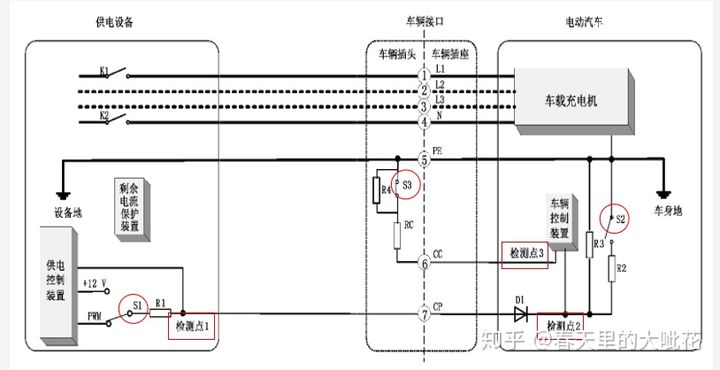 供电设备
车辆接口
电动汽车
车辆插头
车辆插座
K1
1
L1
2
L2
3
L3
K2
4
N
车载充电机
5
PE
设备地
剩余
电流
保护
装置
R4
S3
RC
车辆
控制
装置
S2
车身地
R3
R2
6
CC
检测点3
供电
控制
装置
+12 V
PWM
S1
R1
检测点1
7
CP
D1
检测点2
知乎 @春天里的大呲花